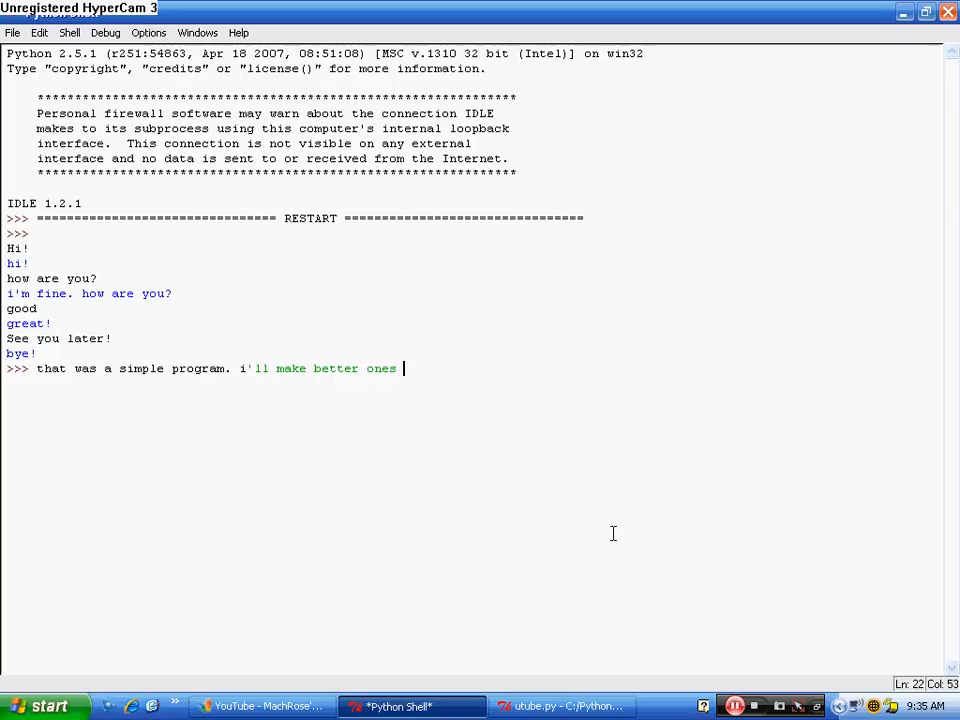 Unregistered HyperCam 3
File Edit Shell Debug Options Windows Help
Python 2.5.1 (r251:54863, Apr 18 2007, 08:51:08) [MSC v.1310 32 bit (Intel)] on win32
Type "copyright", "credits" or "license()" for more information.
****************************************************************
Personal firewall software may warn about the connection IDLE
makes to its subprocess using this computer's internal loopback
interface.  This connection is not visible on any external
interface and no data is sent to or received from the Internet.
****************************************************************
IDLE 1.2.1
>>> ================================ RESTART ================================
>>>
Hi!
hi!
how are you?
i'm fine. how are you?
good
great!
See you later!
bye!
>>> that was a simple program. i'll make better ones
Ln: 22 Col: 53
start
YouTube - MachRose'...
*Python Shell*
utube.py - C:/Python...
9:35 AM